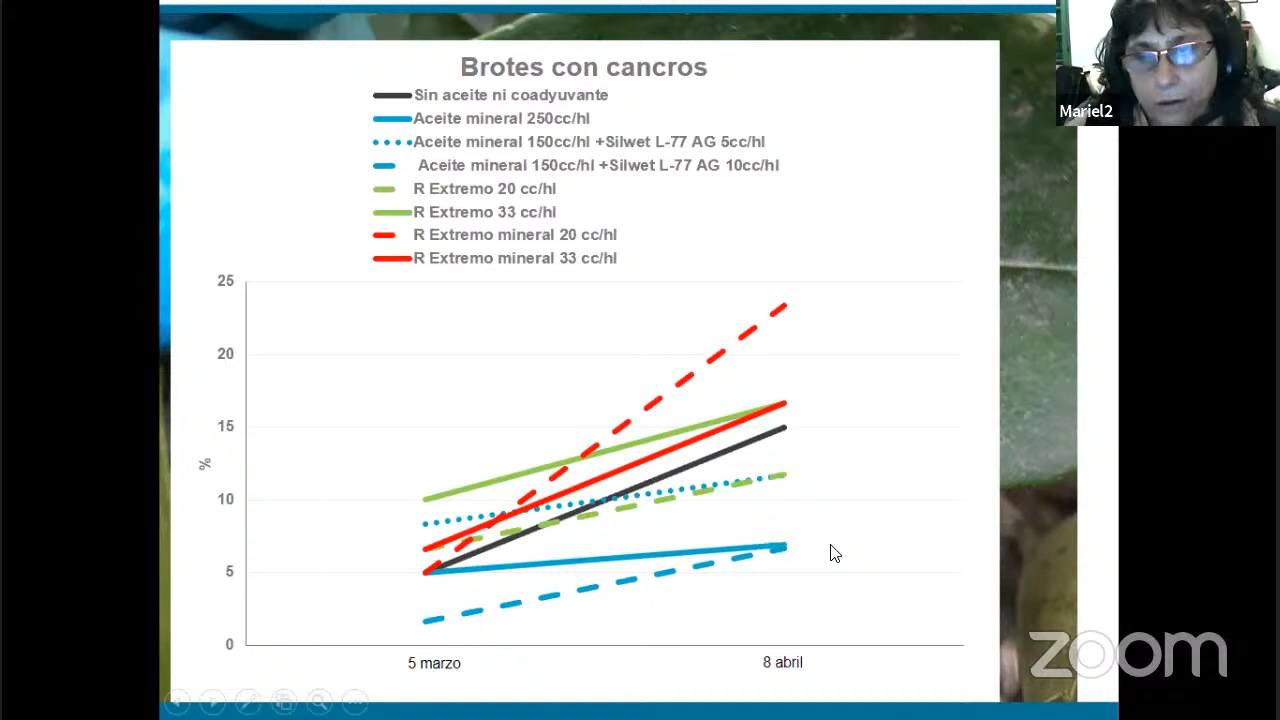 Brotes con cancros
Sin aceite ni coadyuvante
Aceite mineral 250cc/hl
Aceite mineral 150cc/hl +Silwet L-77 AG 5cc/hl
Aceite mineral 150cc/hl +Silwet L-77 AG 10cc/hl
R Extremo 20 cc/hl
R Extremo 33 cc/hl
R Extremo mineral 20 cc/hl
R Extremo mineral 33 cc/hl
25
20
15
10
5
0
%
5 marzo
8 abril
Mariel2
zoom